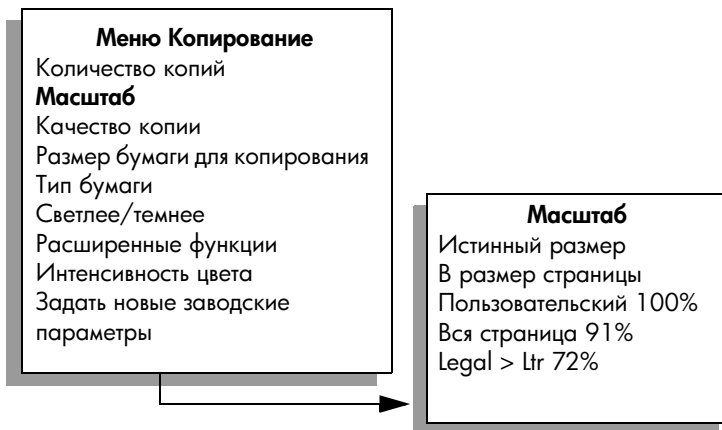 Меню Копирование
Количество копий
Масштаб
Качество копии
Размер бумаги для копирования
Тип бумаги
Светлее/темнее
Расширенные функции
Интенсивность цвета
Задать новые заводские
параметры
Масштаб
Истинный размер
В размер страницы
Пользовательский 100%
Вся страница 91%
Legal > Ltr 72%